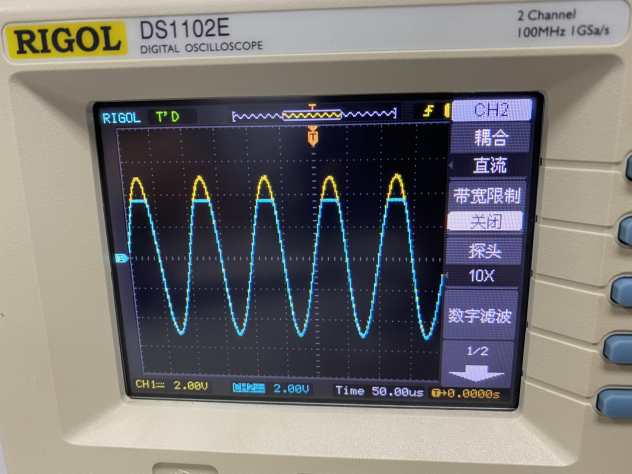 RIGOL DS1102E
DIGITAL OSCILLOSCOPE
2 Channel
100MHz 1GSa/s
RIGOL T'D
T
T
CH2
耦合
直流
带宽限制
关闭
探头
10X
数字滤波
1/2
CH1 2.00V CH2 2.00V Time 50.00us T→0.0000s